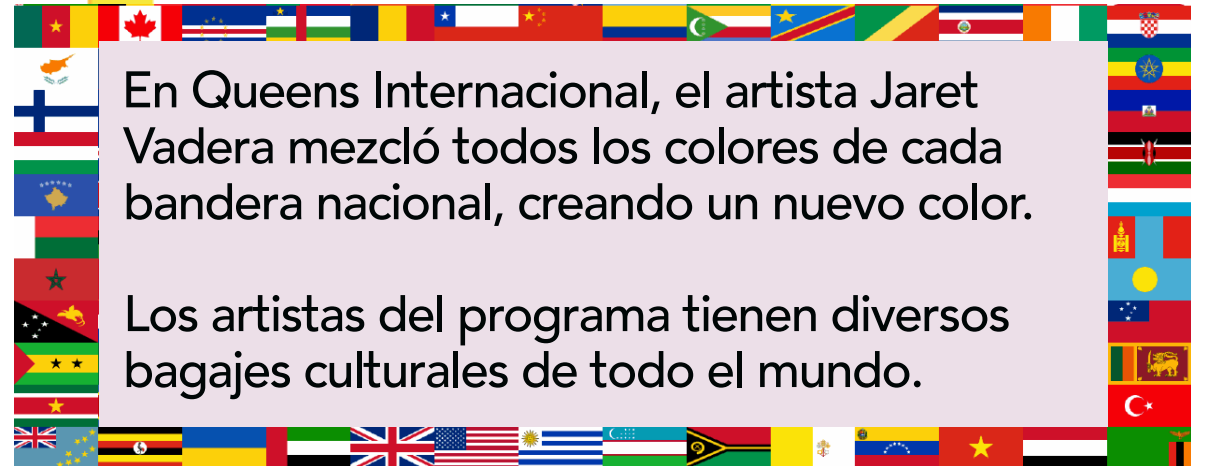 En Queens Internacional, el artista Jaret
Vadera mezcló todos los colores de cada
bandera nacional, creando un nuevo color.
Los artistas del programa tienen diversos
bagajes culturales de todo el mundo.